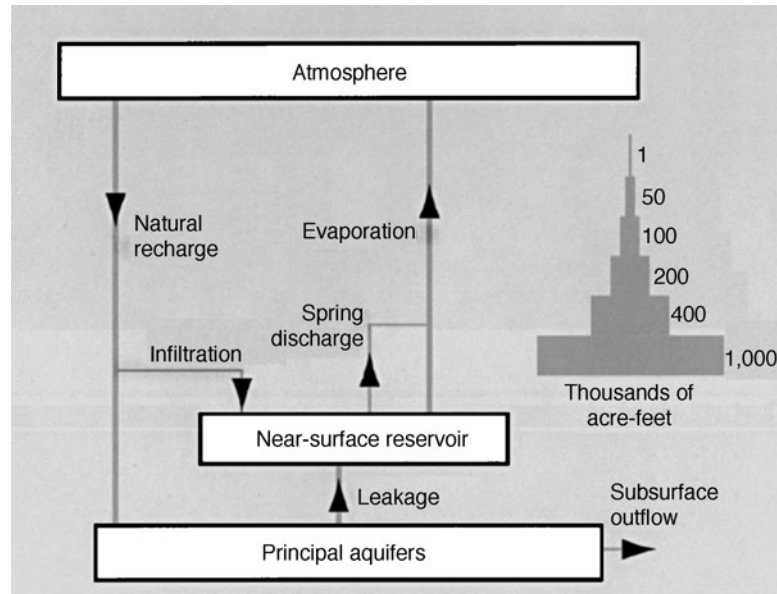 Atmosphere
1
50
100
200
400
1,000
Thousands of
acre-feet
Natural
recharge
Evaporation
Spring
discharge
Infiltration
Near-surface reservoir
Leakage
Subsurface
outflow
Principal aquifers